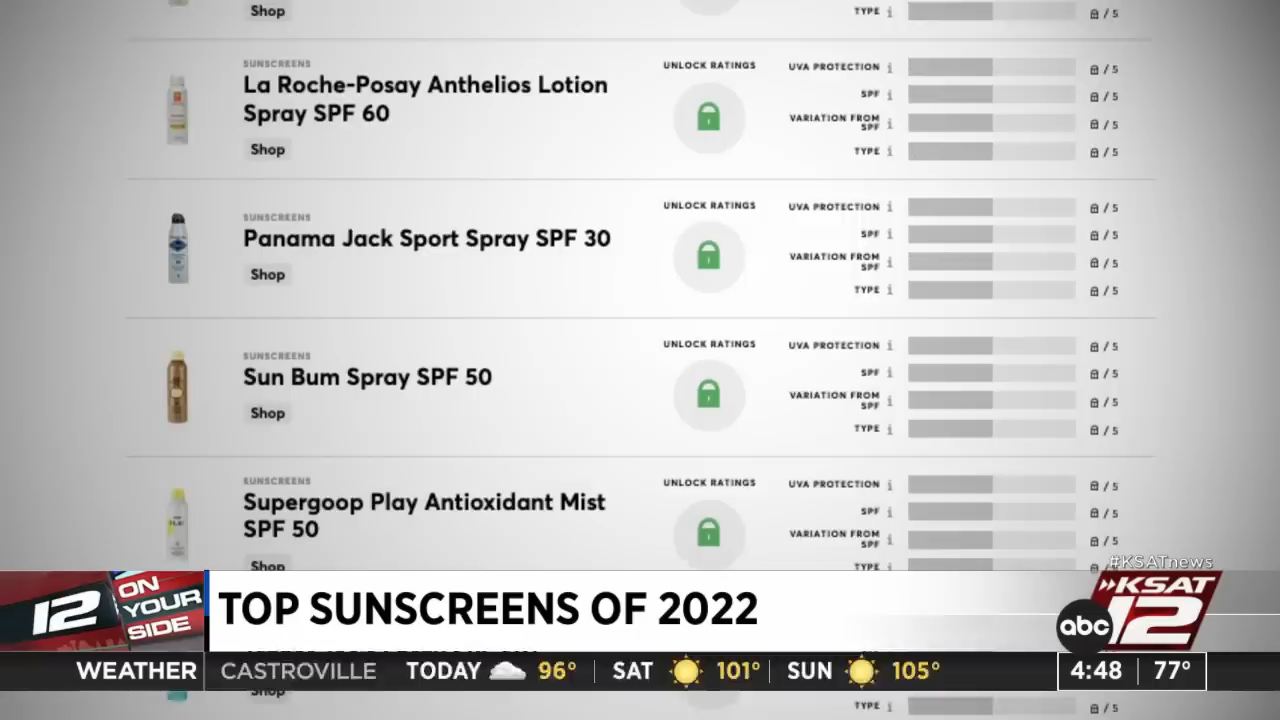 Shop
TYPE i
/ 5
SUNSCREENS
La Roche-Posay Anthelios Lotion
Spray SPF 60
Shop
UNLOCK RATINGS
UVA PROTECTION i
/ 5
SPF i
/ 5
VARIATION FROM
SPF i
/ 5
TYPE i
/ 5
SUNSCREENS
Panama Jack Sport Spray SPF 30
Shop
UNLOCK RATINGS
UVA PROTECTION i
/ 5
SPF i
/ 5
VARIATION FROM
SPF i
/ 5
TYPE i
/ 5
SUNSCREENS
Sun Bum Spray SPF 50
Shop
UNLOCK RATINGS
UVA PROTECTION i
/ 5
SPF i
/ 5
VARIATION FROM
SPF i
/ 5
TYPE i
/ 5
SUNSCREENS
Supergoop Play Antioxidant Mist
SPF 50
Shop
UNLOCK RATINGS
UVA PROTECTION i
/ 5
SPF i
/ 5
VARIATION FROM
SPF i
/ 5
TYPE i
/ 5
#KSATnews
12 ON YOUR SIDE
TOP SUNSCREENS OF 2022
abc KSAT 12
WEATHER CASTROVILLE TODAY 96° SAT 101° SUN 105° 4:48 77°
Shop
TYPE i
/ 5